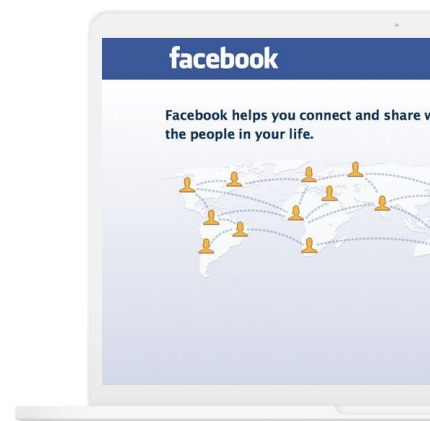 facebook
Facebook helps you connect and share w
the people in your life.